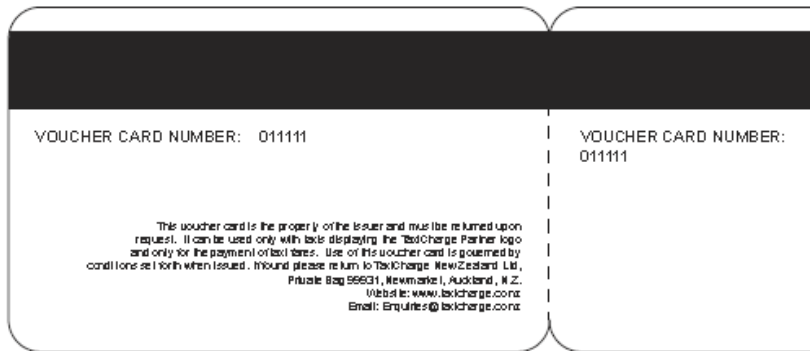 VOUCHER CARD NUMBER: 011111
This voucher card is the property of the issuer and must be returned upon
request. It can be used only with taxis displaying the TaxiCharge Partner logo
and only for the payment of taxi fares. Use of this voucher card is governed by
conditions set forth when issued. If found please return to TaxiCharge New Zealand Ltd,
Private Bag 99931, Newmarket, Auckland, N.Z.
Website: www.taxicharge.co.nz
Email: Enquiries@taxicharge.co.nz
VOUCHER CARD NUMBER:
011111